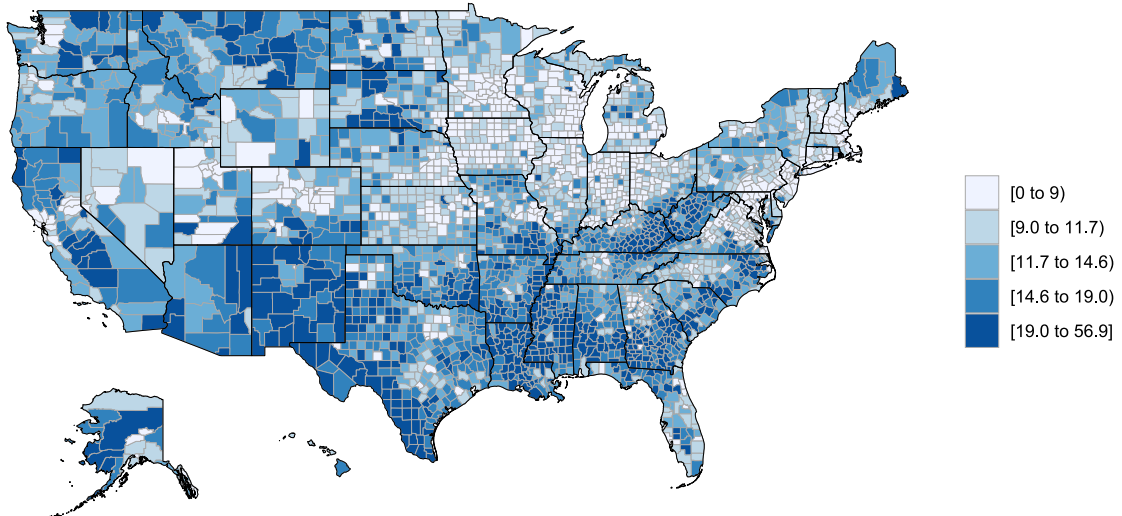 [0 to 9)
[9.0 to 11.7)
[11.7 to 14.6)
[14.6 to 19.0)
[19.0 to 56.9]